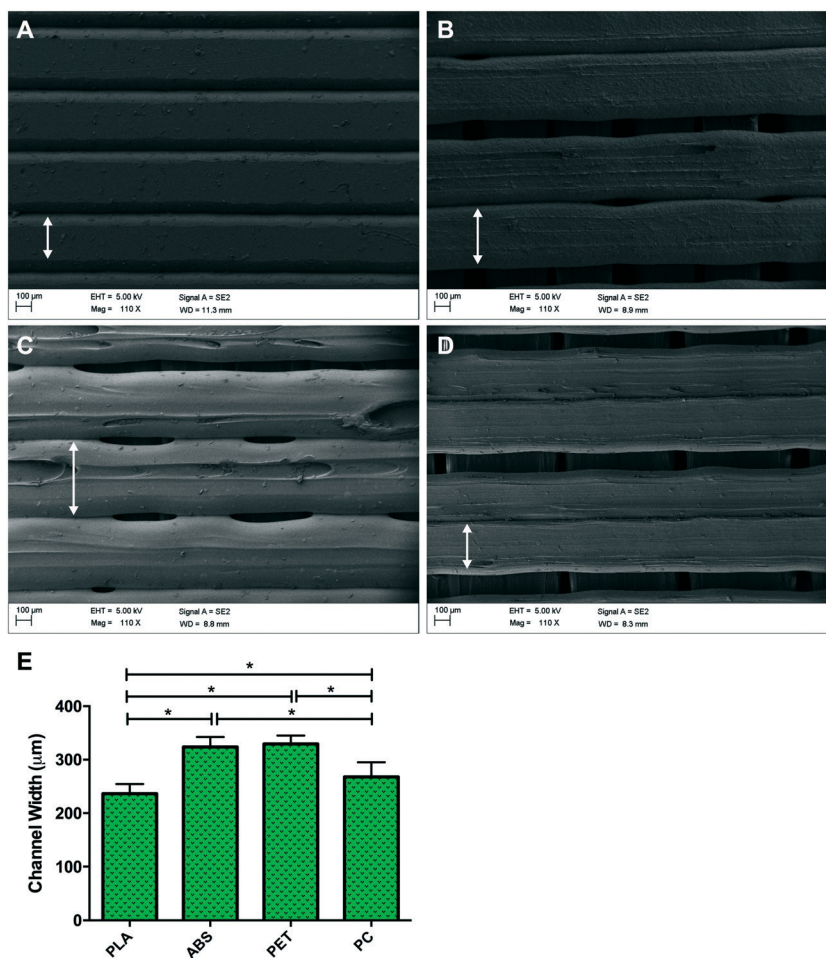 A
100 µm
EHT = 5.00 kV
Mag = 110 X
Signal A = SE2
WD = 11.3 mm
B
100 µm
EHT = 5.00 kV
Mag = 110 X
Signal A = SE2
WD = 8.9 mm
C
100 µm
EHT = 5.00 kV
Mag = 110 X
Signal A = SE2
WD = 8.8 mm
D
100 µm
EHT = 5.00 kV
Mag = 110 X
Signal A = SE2
WD = 8.3 mm
E
*
* *
* *
Channel Width (µm)
400
300
200
100
0
PLA
ABS
PET
PC